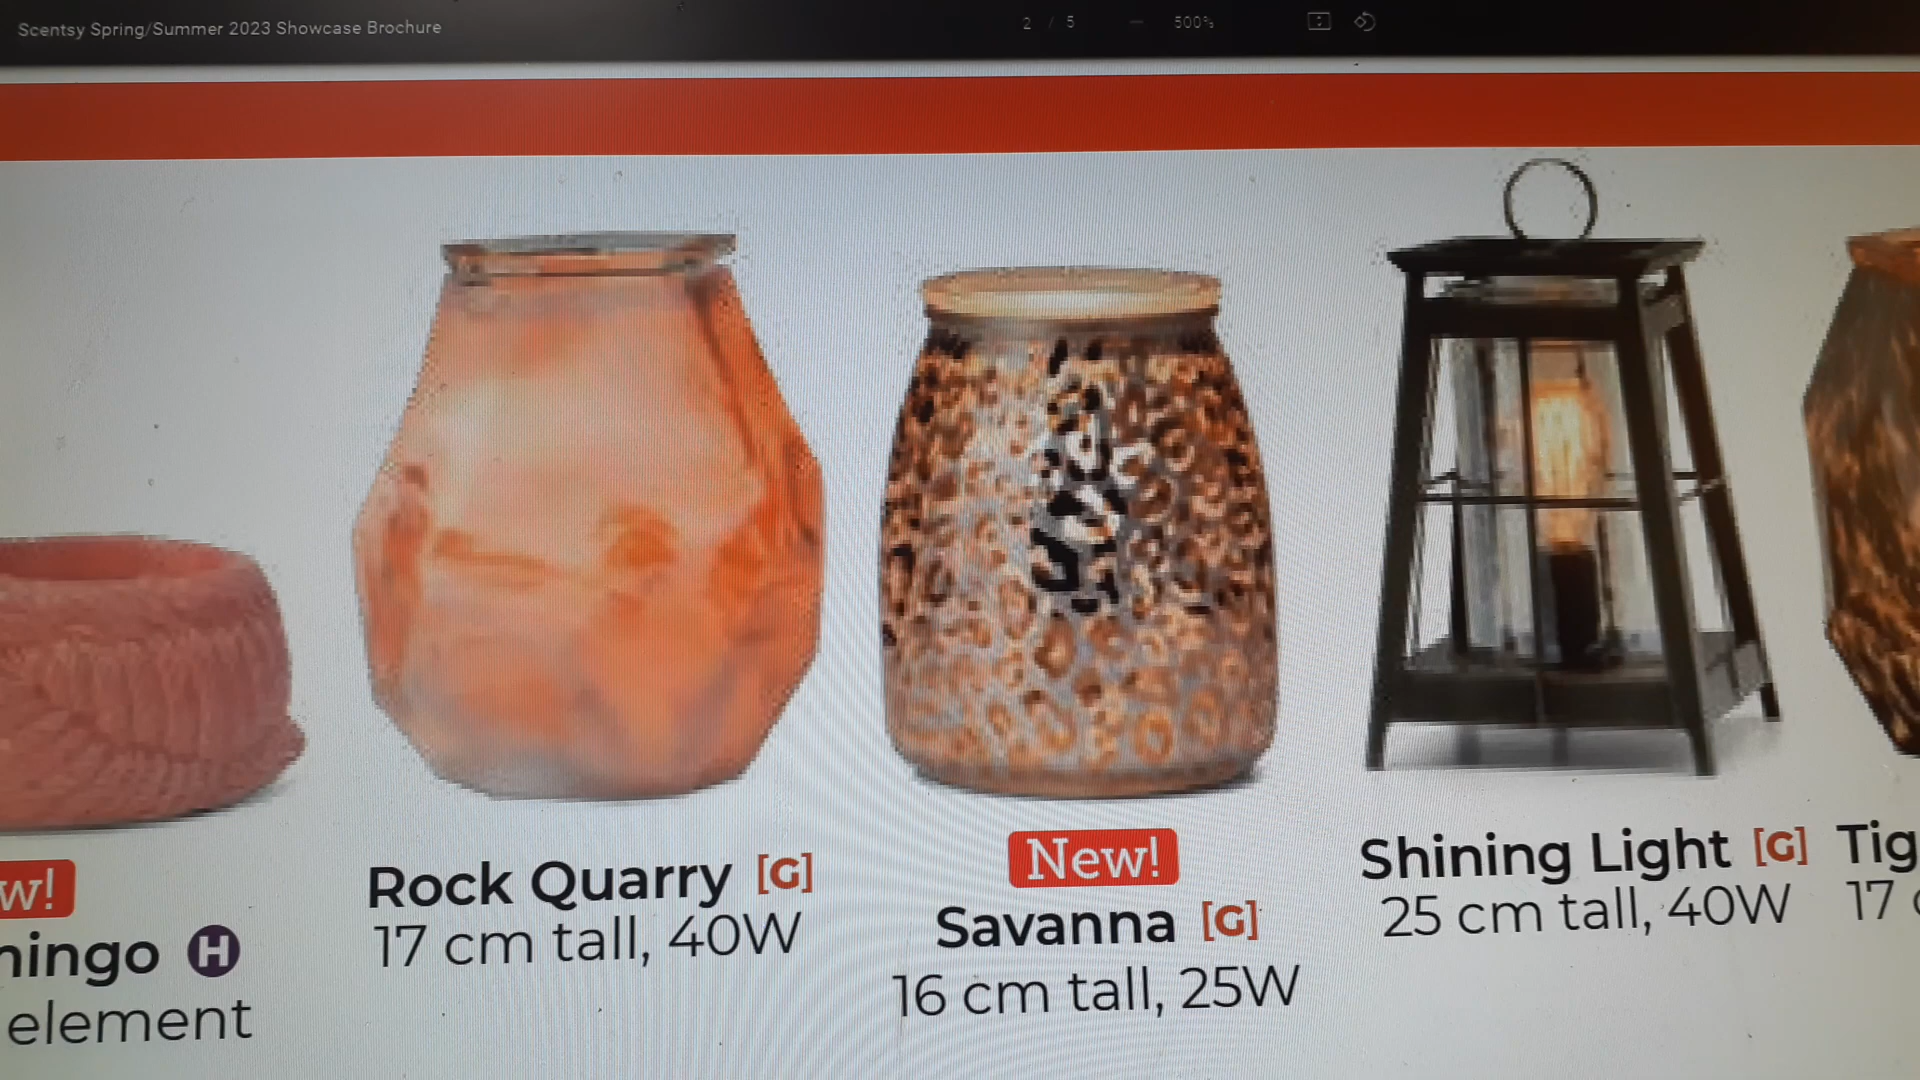 Scentsy Spring/Summer 2023 Showcase Brochure
2 / 5 — 500%
w!
ningo H
element
Rock Quarry [G]
17 cm tall, 40W
New!
Savanna [G]
16 cm tall, 25W
Shining Light [G]
25 cm tall, 40W
Tig
17 c